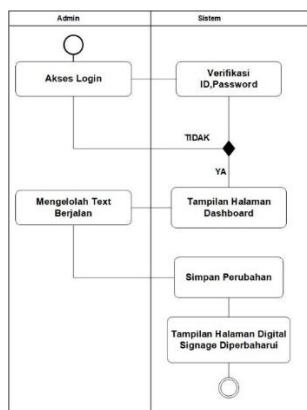 Admin
Sistem
Akses Login
Verifikasi
ID,Password
TIDAK
YA
Mengelolah Text
Berjalan
Tampilan Halaman
Dashboard
Simpan Perubahan
Tampilan Halaman Digital
Signage Diperbaharui